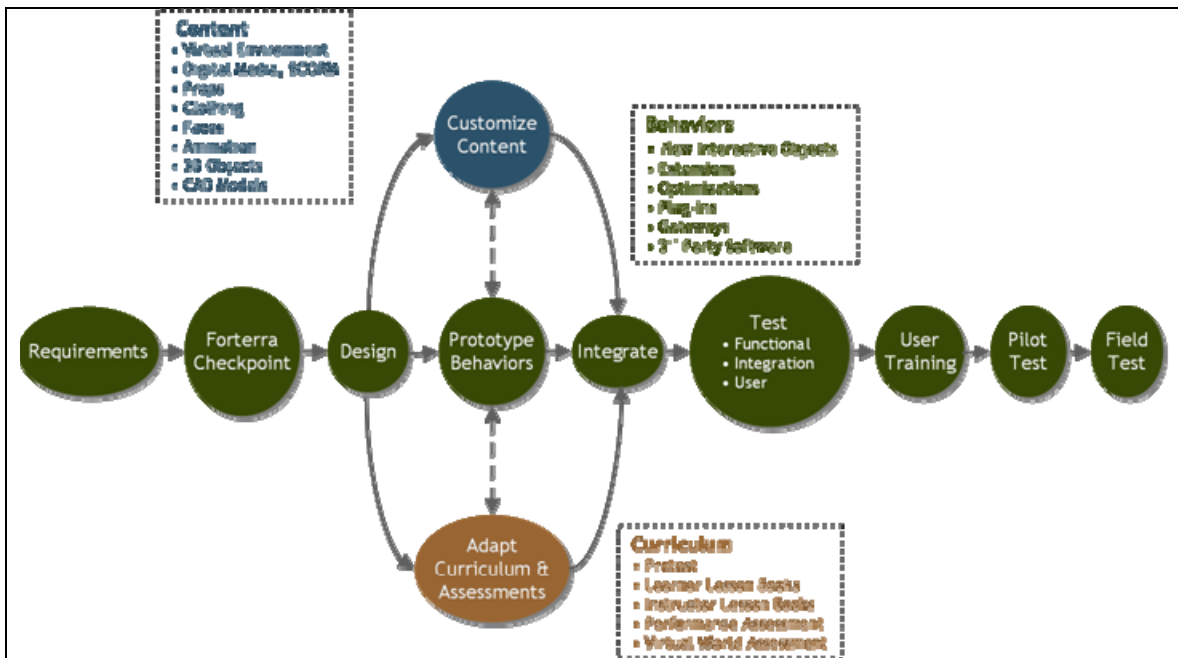 Content
• Virtual Environment
• Digital Media, SCORM
• Props
• Clothing
• Faces
• Animation
• 3D Objects
• CAD Models
Customize
Content
Behaviors
• New Interactive Objects
• Extensions
• Optimizations
• Plug-ins
• Gateways
• Party Software
Requirements
Forterra
Checkpoint
Design
Prototype
Behaviors
Integrate
Test
• Functional
• Integration
• User
User
Training
Pilot
Test
Field
Test
Adapt
Curriculum &
Assessments
Curriculum
• Pretest
• Learner Lesson Books
• Instructor Lesson Books
• Performance Assessment
• Virtual World Assessment